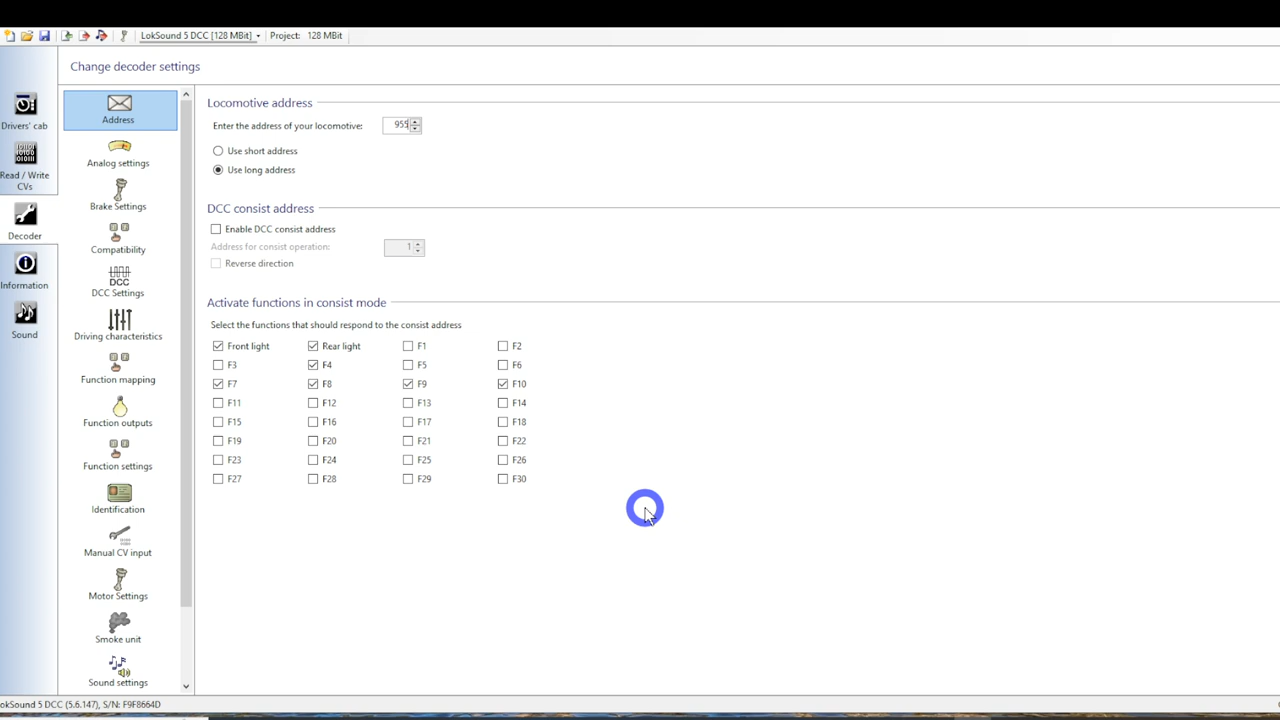 LokSound 5 DCC [128 MBit] Project: 128 MBit
Change decoder settings
Drivers' cab
Read / Write
CVs
Decoder
Information
Sound
Address
Analog settings
Brake Settings
Compatibility
DCC
DCC Settings
Driving characteristics
Function mapping
Function outputs
Function settings
Identification
Manual CV input
Motor Settings
Smoke unit
Sound settings
Locomotive address
Enter the address of your locomotive: 955
Use short address
Use long address
DCC consist address
Enable DCC consist address
Address for consist operation: 1
Reverse direction
Activate functions in consist mode
Select the functions that should respond to the consist address
Front light Rear light F1 F2
F3 F4 F5 F6
F7 F8 F9 F10
F11 F12 F13 F14
F15 F16 F17 F18
F19 F20 F21 F22
F23 F24 F25 F26
F27 F28 F29 F30
okSound 5 DCC (5.6.147), S/N: F9F8664D